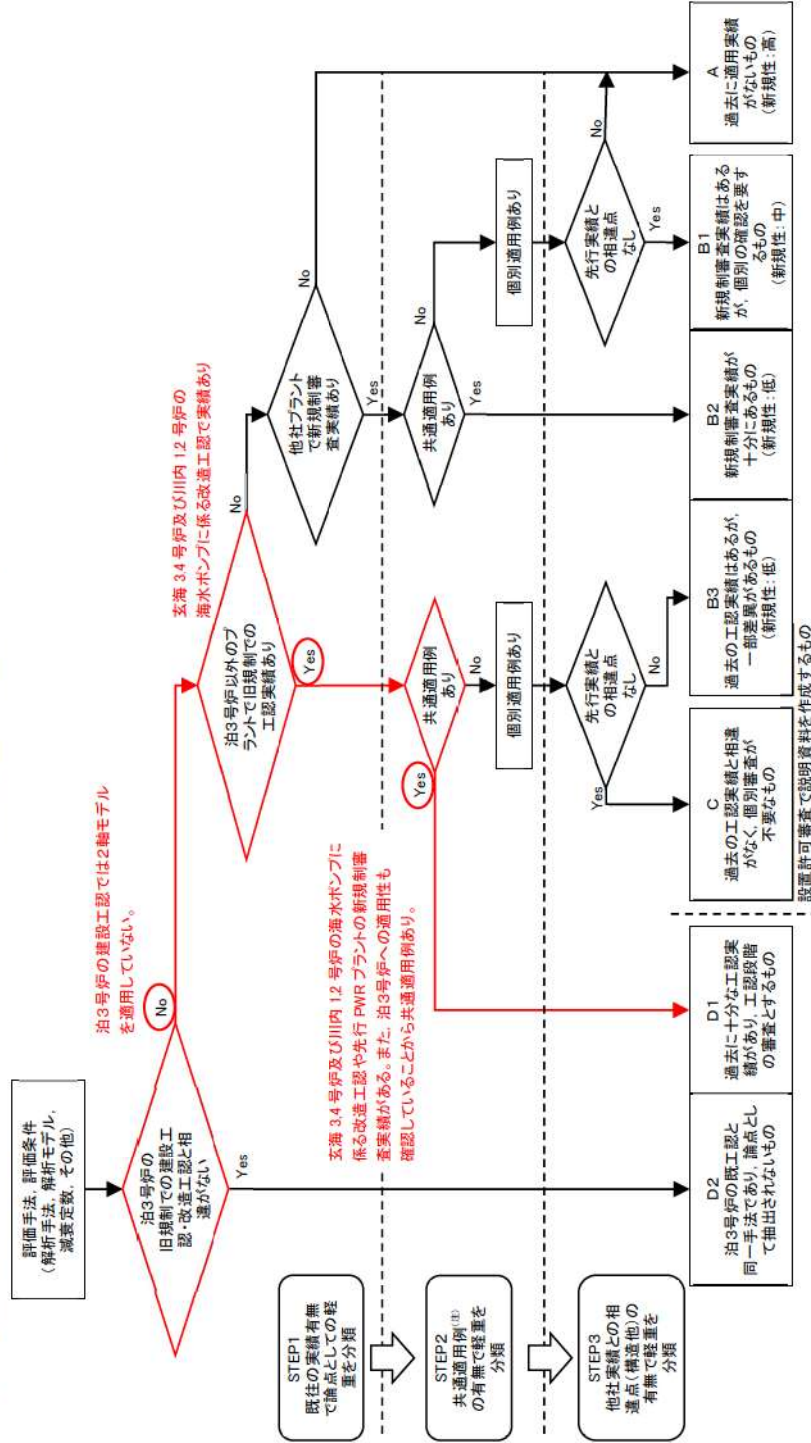 評価手法，評価条件
（解析手法，解析モデル，
減衰定数，その他）
泊3号炉の
旧規制での建設工
認・改造工認と相
違がない
No
Yes
泊3号炉の建設工認では2軸モデル
を適用していない。
泊3号炉以外のプ
ラントで旧規制での
工認実績あり
No
Yes
玄海 3,4 号炉及び川内 1,2 号炉の
海水ポンプに係る改造工認で実績あり
他社プラント
で新規制審
査実績あり
No
Yes
STEP1
既往の実績有無
で論点としての軽
重を分類
STEP2
共通適用例(注)
の有無で軽重を
分類
STEP3
他社実績との相
違点（構造他）の
有無で軽重を
分類
玄海 3,4 号炉及び川内 1,2 号炉の海水ポンプに
係る改造工認や先行 PWR プラントの新規制審
査実績がある。また，泊3号炉への適用性も
確認していることから共通適用例あり。
共通適用例
あり
Yes
No
個別適用例あり
共通適用例
あり
No
Yes
個別適用例あり
先行実績と
の相違点
なし
Yes
No
先行実績と
の相違点
なし
No
Yes
D2
泊3号炉の既工認と
同一手法であり，論点とし
て抽出されないもの
D1
過去に十分な工認実
績があり，工認段階
の審査とするもの
C
過去の工認実績と相違
がなく，個別審査が
不要なもの
B3
過去の工認実績はあるが，
一部差異があるもの
（新規性：低）
B2
新規制審査実績が
十分にあるもの
（新規性：低）
B1
新規制審査実績はある
が，個別の確認を要す
るもの
（新規性：中）
A
過去に適用実績
がないもの
（新規性：高）
設置許可審査で説明資料を作成するもの